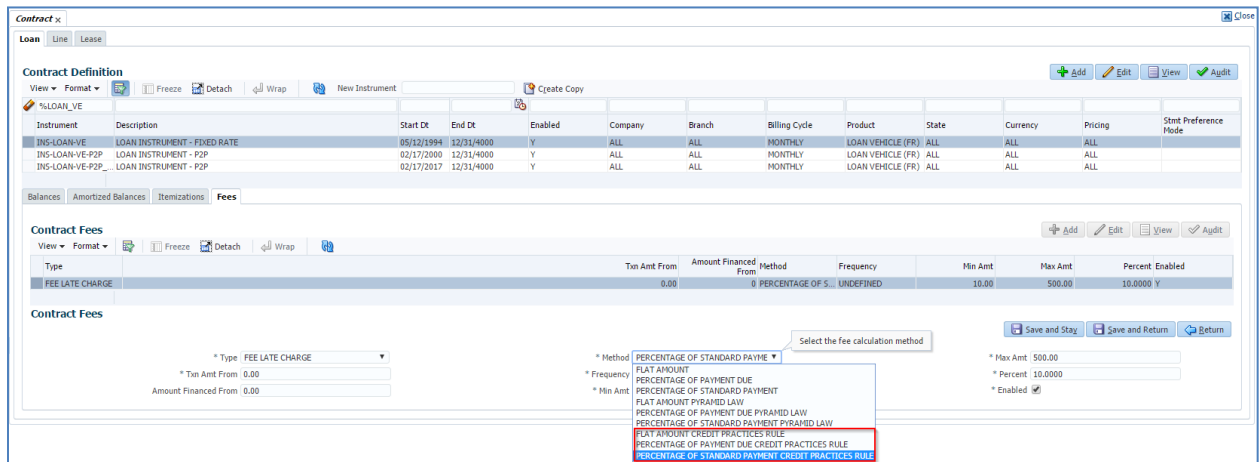 Contract × Close
Loan Line Lease
Contract Definition Add Edit View Audit
View Format Freeze Detach Wrap New Instrument Create Copy
%LOAN_VE
Instrument Description Start Dt End Dt Enabled Company Branch Billing Cycle Product State Currency Pricing Stmt Preference Mode
INS-LOAN-VE LOAN INSTRUMENT - FIXED RATE 05/12/1994 12/31/4000 Y ALL ALL MONTHLY LOAN VEHICLE (FR) ALL ALL ALL
INS-LOAN-VE-P2P LOAN INSTRUMENT - P2P 02/17/2000 12/31/4000 Y ALL ALL MONTHLY LOAN VEHICLE (FR) ALL ALL ALL
INS-LOAN-VE-P2P_... LOAN INSTRUMENT - P2P 02/17/2017 12/31/4000 Y ALL ALL MONTHLY LOAN VEHICLE (FR) ALL ALL ALL
Balances Amortized Balances Itemizations Fees
Contract Fees Add Edit View Audit
View Format Freeze Detach Wrap
Type Txn Amt From Amount Financed From Method Frequency Min Amt Max Amt Percent Enabled
FEE LATE CHARGE 0.00 0 PERCENTAGE OF S... UNDEFINED 10.00 500.00 10.0000 Y
Contract Fees
Save and Stay Save and Return Return
Select the fee calculation method
* Type FEE LATE CHARGE * Method PERCENTAGE OF STANDARD PAYME * Max Amt 500.00
* Txn Amt From 0.00 * Frequency * Percent 10.0000
Amount Financed From 0.00 * Min Amt * Enabled
FLAT AMOUNT
PERCENTAGE OF PAYMENT DUE
PERCENTAGE OF STANDARD PAYMENT
FLAT AMOUNT PYRAMID LAW
PERCENTAGE OF PAYMENT DUE PYRAMID LAW
PERCENTAGE OF STANDARD PAYMENT PYRAMID LAW
FLAT AMOUNT CREDIT PRACTICES RULE
PERCENTAGE OF PAYMENT DUE CREDIT PRACTICES RULE
PERCENTAGE OF STANDARD PAYMENT CREDIT PRACTICES RULE